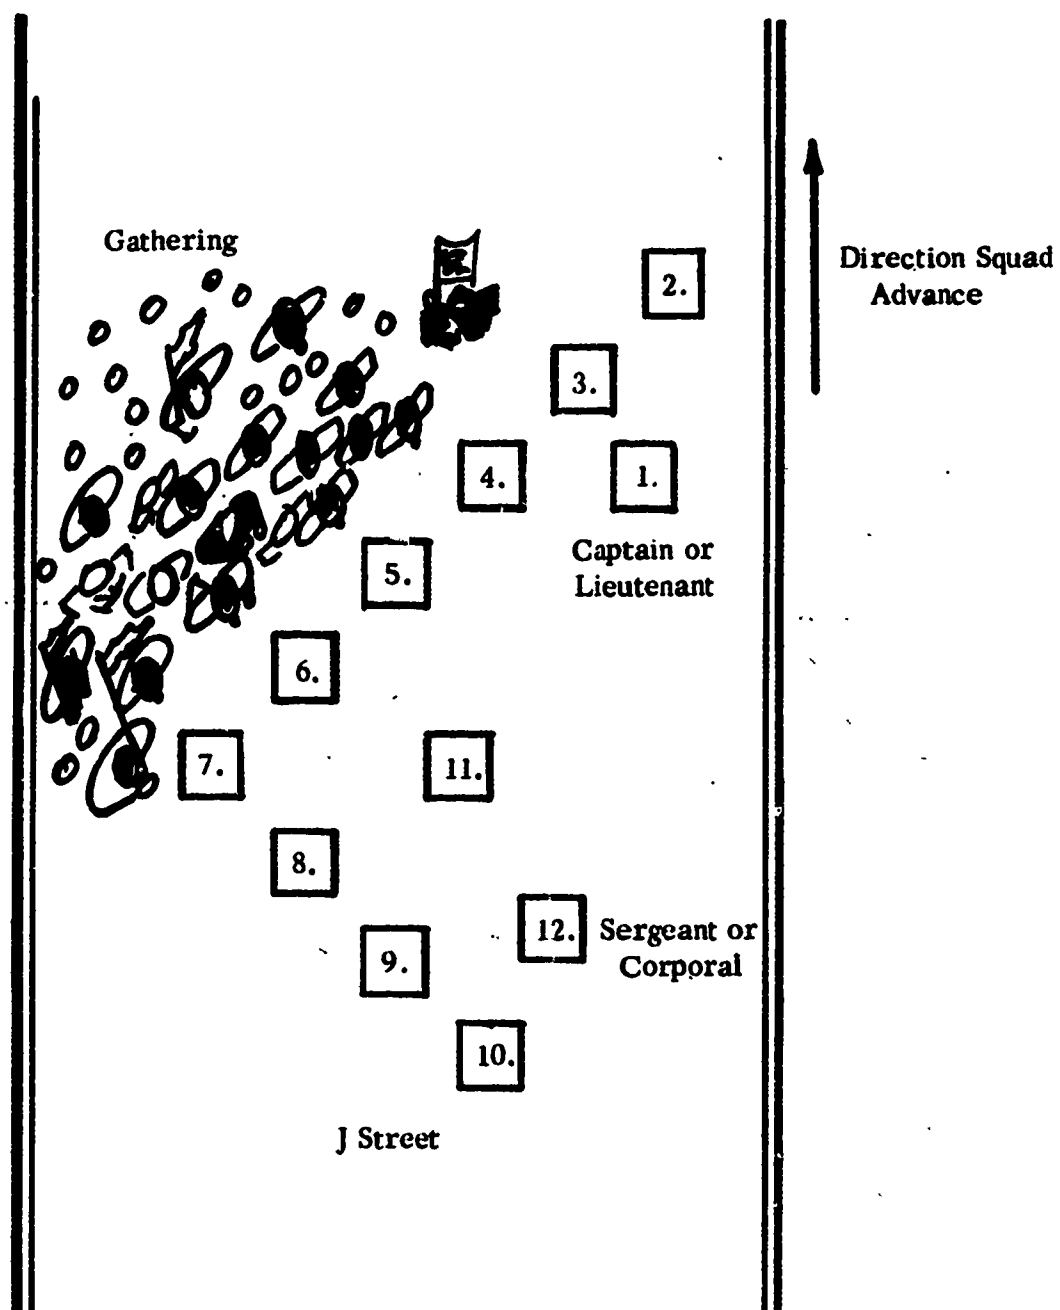 Gathering
Direction Squad
Advance
2.
3.
4.
1.
Captain or
Lieutenant
5.
6.
7.
11.
8.
12.
Sergeant or
Corporal
9.
10.
J Street